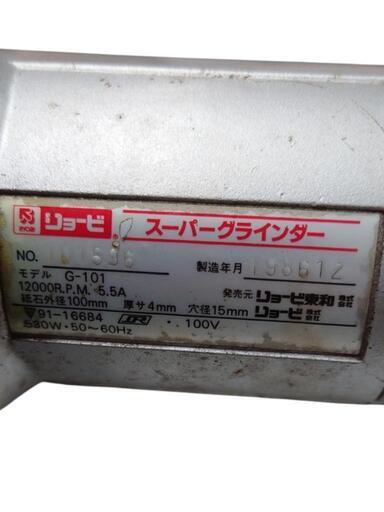 RYOBI リョービ スーパーグラインダー
NO. 製造年月 198612
モデル G-101
12000R.P.M. 5.5A 発売元 リョービ東和株式会社
砥石外径100mm 厚サ4mm 穴径15mm リョービ株式会社
▽91-16684 100V
530W・50～60Hz